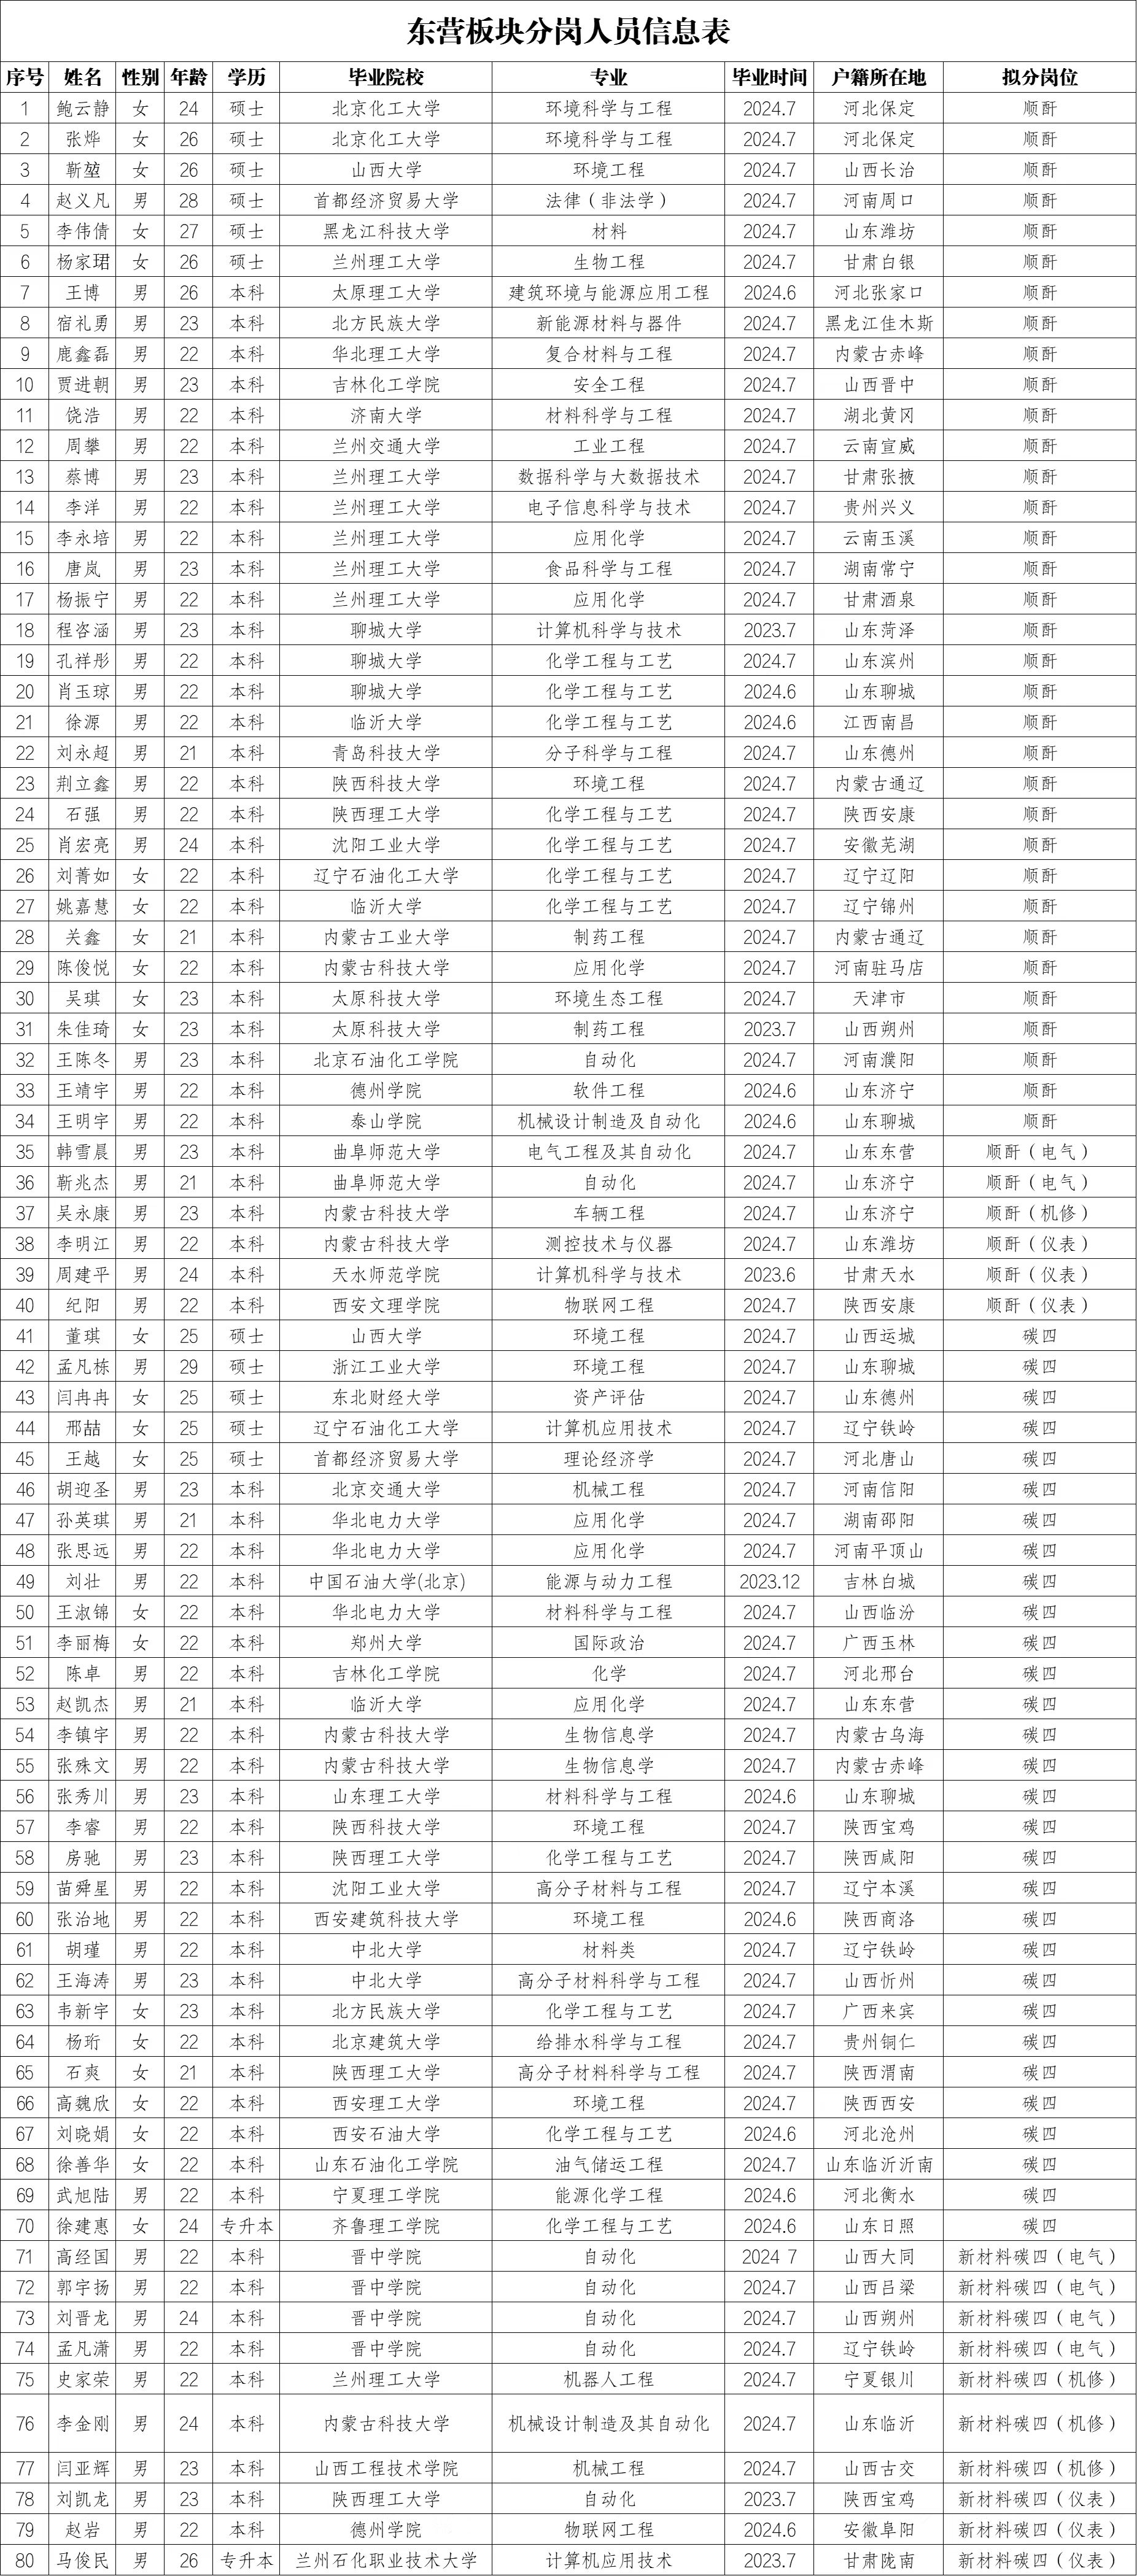 东营板块分岗人员信息表
序号 姓名 性别 年龄 学历 毕业院校 专业 毕业时间 户籍所在地 拟分岗位
1 鲍云静 女 24 硕士 北京化工大学 环境科学与工程 2024.7 河北保定 顺酐
2 张烨 女 26 硕士 北京化工大学 环境科学与工程 2024.7 河北保定 顺酐
3 靳堃 女 26 硕士 山西大学 环境工程 2024.7 山西长治 顺酐
4 赵义凡 男 28 硕士 首都经济贸易大学 法律（非法学） 2024.7 河南周口 顺酐
5 李伟倩 女 27 硕士 黑龙江科技大学 材料 2024.7 山东潍坊 顺酐
6 杨家珺 女 26 硕士 兰州理工大学 生物工程 2024.7 甘肃白银 顺酐
7 王博 男 26 本科 太原理工大学 建筑环境与能源应用工程 2024.6 河北张家口 顺酐
8 宿礼勇 男 23 本科 北方民族大学 新能源材料与器件 2024.7 黑龙江佳木斯 顺酐
9 鹿鑫磊 男 22 本科 华北理工大学 复合材料与工程 2024.7 内蒙古赤峰 顺酐
10 贾进朝 男 23 本科 吉林化工学院 安全工程 2024.7 山西晋中 顺酐
11 饶浩 男 22 本科 济南大学 材料科学与工程 2024.7 湖北黄冈 顺酐
12 周攀 男 22 本科 兰州交通大学 工业工程 2024.7 云南宣威 顺酐
13 蔡博 男 23 本科 兰州理工大学 数据科学与大数据技术 2024.7 甘肃张掖 顺酐
14 李洋 男 22 本科 兰州理工大学 电子信息科学与技术 2024.7 贵州兴义 顺酐
15 李永培 男 22 本科 兰州理工大学 应用化学 2024.7 云南玉溪 顺酐
16 唐岚 男 23 本科 兰州理工大学 食品科学与工程 2024.7 湖南常宁 顺酐
17 杨振宁 男 22 本科 兰州理工大学 应用化学 2024.7 甘肃酒泉 顺酐
18 程咨涵 男 23 本科 聊城大学 计算机科学与技术 2023.7 山东菏泽 顺酐
19 孔祥彤 男 22 本科 聊城大学 化学工程与工艺 2024.7 山东滨州 顺酐
20 肖玉琼 男 22 本科 聊城大学 化学工程与工艺 2024.6 山东聊城 顺酐
21 徐源 男 22 本科 临沂大学 化学工程与工艺 2024.6 江西南昌 顺酐
22 刘永超 男 21 本科 青岛科技大学 分子科学与工程 2024.7 山东德州 顺酐
23 荆立鑫 男 22 本科 陕西科技大学 环境工程 2024.7 内蒙古通辽 顺酐
24 石强 男 22 本科 陕西理工大学 化学工程与工艺 2024.7 陕西安康 顺酐
25 肖宏亮 男 24 本科 沈阳工业大学 化学工程与工艺 2024.7 安徽芜湖 顺酐
26 刘菁如 女 22 本科 辽宁石油化工大学 化学工程与工艺 2024.7 辽宁辽阳 顺酐
27 姚嘉慧 女 22 本科 临沂大学 化学工程与工艺 2024.7 辽宁锦州 顺酐
28 关鑫 女 21 本科 内蒙古工业大学 制药工程 2024.7 内蒙古通辽 顺酐
29 陈俊悦 女 22 本科 内蒙古科技大学 应用化学 2024.7 河南驻马店 顺酐
30 吴琪 女 23 本科 太原科技大学 环境生态工程 2024.7 天津市 顺酐
31 朱佳琦 女 23 本科 太原科技大学 制药工程 2023.7 山西朔州 顺酐
32 王陈冬 男 23 本科 北京石油化工学院 自动化 2024.7 河南濮阳 顺酐
33 王靖宇 男 22 本科 德州学院 软件工程 2024.6 山东济宁 顺酐
34 王明宇 男 22 本科 泰山学院 机械设计制造及自动化 2024.6 山东聊城 顺酐
35 韩雪晨 男 23 本科 曲阜师范大学 电气工程及其自动化 2024.7 山东东营 顺酐（电气）
36 靳兆杰 男 21 本科 曲阜师范大学 自动化 2024.7 山东济宁 顺酐（电气）
37 吴永康 男 23 本科 内蒙古科技大学 车辆工程 2024.7 山东济宁 顺酐（机修）
38 李明江 男 22 本科 内蒙古科技大学 测控技术与仪器 2024.7 山东潍坊 顺酐（仪表）
39 周建平 男 24 本科 天水师范学院 计算机科学与技术 2023.6 甘肃天水 顺酐（仪表）
40 纪阳 男 22 本科 西安文理学院 物联网工程 2024.7 陕西安康 顺酐（仪表）
41 董琪 女 25 硕士 山西大学 环境工程 2024.7 山西运城 碳四
42 孟凡栋 男 29 硕士 浙江工业大学 环境工程 2024.7 山东聊城 碳四
43 闫冉冉 女 25 硕士 东北财经大学 资产评估 2024.7 山东德州 碳四
44 邢喆 女 25 硕士 辽宁石油化工大学 计算机应用技术 2024.7 辽宁铁岭 碳四
45 王越 女 25 硕士 首都经济贸易大学 理论经济学 2024.7 河北唐山 碳四
46 胡迎圣 男 23 本科 北京交通大学 机械工程 2024.7 河南信阳 碳四
47 孙英琪 男 21 本科 华北电力大学 应用化学 2024.7 湖南邵阳 碳四
48 张思远 男 22 本科 华北电力大学 应用化学 2024.7 河南平顶山 碳四
49 刘壮 男 22 本科 中国石油大学(北京) 能源与动力工程 2023.12 吉林白城 碳四
50 王淑锦 女 22 本科 华北电力大学 材料科学与工程 2024.7 山西临汾 碳四
51 李丽梅 女 22 本科 郑州大学 国际政治 2024.7 广西玉林 碳四
52 陈卓 男 22 本科 吉林化工学院 化学 2024.7 河北邢台 碳四
53 赵凯杰 男 21 本科 临沂大学 应用化学 2024.7 山东东营 碳四
54 李镇宇 男 22 本科 内蒙古科技大学 生物信息学 2024.7 内蒙古乌海 碳四
55 张殊文 男 22 本科 内蒙古科技大学 生物信息学 2024.7 内蒙古赤峰 碳四
56 张秀川 男 23 本科 山东理工大学 材料科学与工程 2024.6 山东聊城 碳四
57 李睿 男 22 本科 陕西科技大学 环境工程 2024.7 陕西宝鸡 碳四
58 房驰 男 23 本科 陕西理工大学 化学工程与工艺 2024.7 陕西咸阳 碳四
59 苗舜星 男 22 本科 沈阳工业大学 高分子材料与工程 2024.7 辽宁本溪 碳四
60 张治地 男 22 本科 西安建筑科技大学 环境工程 2024.6 陕西商洛 碳四
61 胡瑾 男 22 本科 中北大学 材料类 2024.7 辽宁铁岭 碳四
62 王海涛 男 23 本科 中北大学 高分子材料科学与工程 2024.7 山西忻州 碳四
63 韦新宇 女 23 本科 北方民族大学 化学工程与工艺 2024.7 广西来宾 碳四
64 杨珩 女 22 本科 北京建筑大学 给排水科学与工程 2024.7 贵州铜仁 碳四
65 石爽 女 21 本科 陕西理工大学 高分子材料科学与工程 2024.7 陕西渭南 碳四
66 高魏欣 女 22 本科 西安理工大学 环境工程 2024.7 陕西西安 碳四
67 刘晓娟 女 22 本科 西安石油大学 化学工程与工艺 2024.6 河北沧州 碳四
68 徐善华 女 22 本科 山东石油化工学院 油气储运工程 2024.7 山东临沂沂南 碳四
69 武旭陆 男 22 本科 宁夏理工学院 能源化学工程 2024.6 河北衡水 碳四
70 徐建惠 女 24 专升本 齐鲁理工学院 化学工程与工艺 2024.6 山东日照 碳四
71 高经国 男 22 本科 晋中学院 自动化 2024 7 山西大同 新材料碳四（电气）
72 郭宇扬 男 22 本科 晋中学院 自动化 2024.7 山西吕梁 新材料碳四（电气）
73 刘晋龙 男 24 本科 晋中学院 自动化 2024.7 山西朔州 新材料碳四（电气）
74 孟凡潇 男 22 本科 晋中学院 自动化 2024.7 辽宁铁岭 新材料碳四（电气）
75 史家荣 男 22 本科 兰州理工大学 机器人工程 2024.7 宁夏银川 新材料碳四（机修）
76 李金刚 男 24 本科 内蒙古科技大学 机械设计制造及其自动化 2024.7 山东临沂 新材料碳四（机修）
77 闫亚辉 男 23 本科 山西工程技术学院 机械工程 2024.7 山西古交 新材料碳四（机修）
78 刘凯龙 男 23 本科 陕西理工大学 自动化 2023.7 陕西宝鸡 新材料碳四（仪表）
79 赵岩 男 22 本科 德州学院 物联网工程 2024.6 安徽阜阳 新材料碳四（仪表）
80 马俊民 男 26 专升本 兰州石化职业技术大学 计算机应用技术 2023.7 甘肃陇南 新材料碳四（仪表）